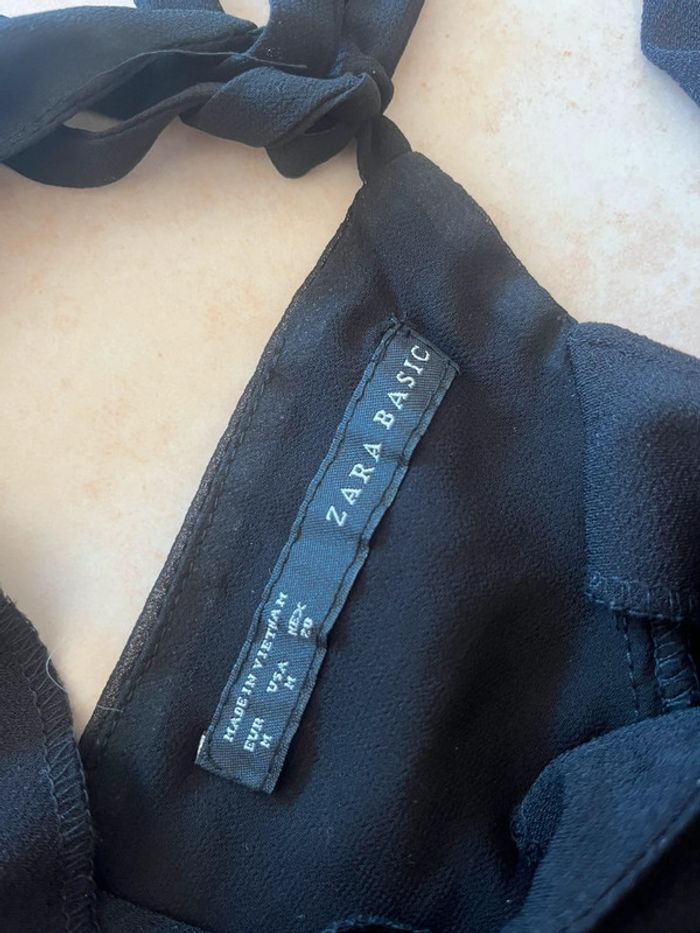 ZARA BASIC
MADE IN VIETNAM
EUR USA MEX
M M 28